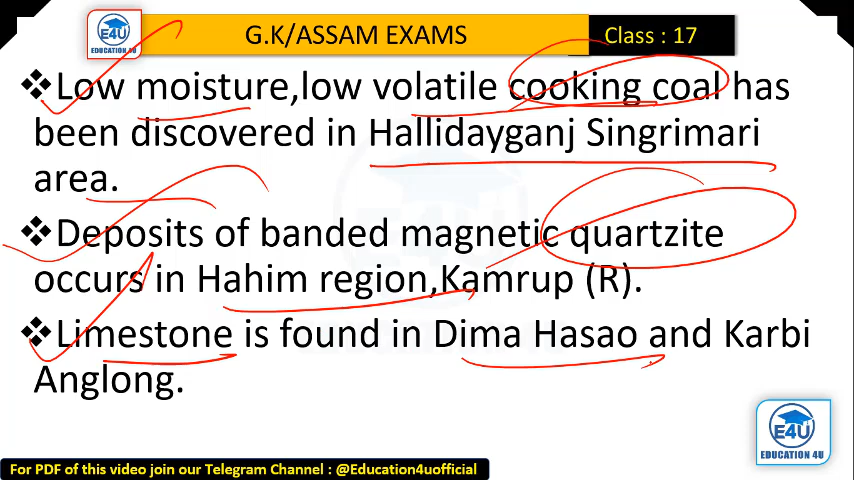 E4U
EDUCATION 4U
G.K/ASSAM EXAMS
Class : 17
❖Low moisture,low volatile cooking coal has
been discovered in Hallidayganj Singrimari
area.
❖Deposits of banded magnetic quartzite
occurs in Hahim region,Kamrup (R).
❖Limestone is found in Dima Hasao and Karbi
Anglong.
E4U
EDUCATION 4U
For PDF of this video join our Telegram Channel : @Education4uofficial